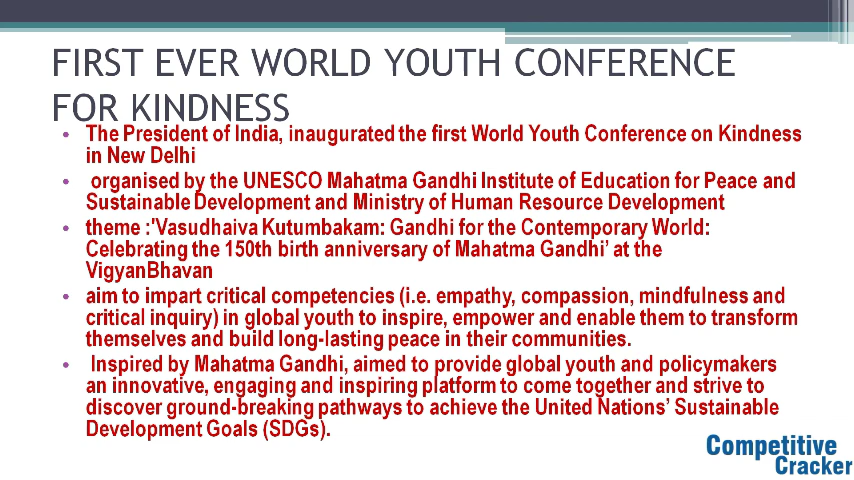 FIRST EVER WORLD YOUTH CONFERENCE
FOR KINDNESS
• The President of India, inaugurated the first World Youth Conference on Kindness
in New Delhi
• organised by the UNESCO Mahatma Gandhi Institute of Education for Peace and
Sustainable Development and Ministry of Human Resource Development
• theme :'Vasudhaiva Kutumbakam: Gandhi for the Contemporary World:
Celebrating the 150th birth anniversary of Mahatma Gandhi’ at the
VigyanBhavan
• aim to impart critical competencies (i.e. empathy, compassion, mindfulness and
critical inquiry) in global youth to inspire, empower and enable them to transform
themselves and build long-lasting peace in their communities.
• Inspired by Mahatma Gandhi, aimed to provide global youth and policymakers
an innovative, engaging and inspiring platform to come together and strive to
discover ground-breaking pathways to achieve the United Nations’ Sustainable
Development Goals (SDGs).
Competitive
Cracker